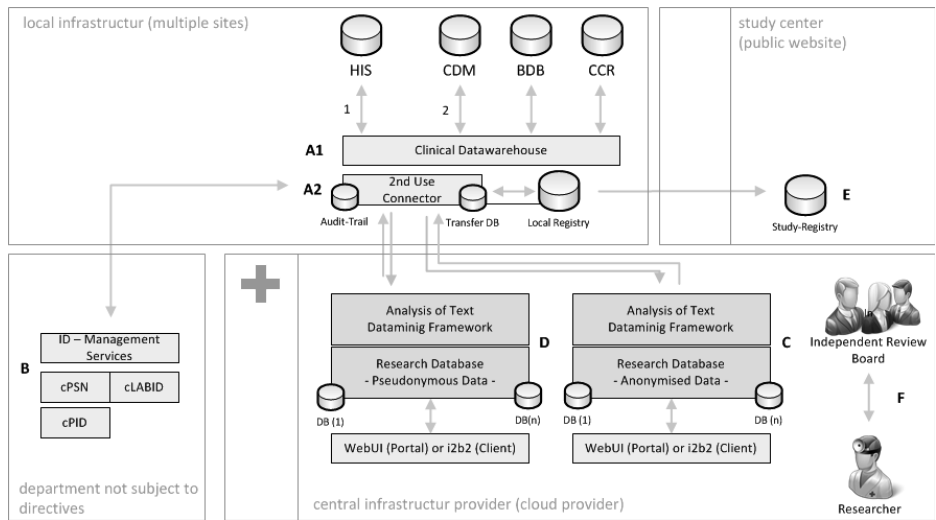 local infrastructur (multiple sites)
study center
(public website)
HIS
CDM
BDB
CCR
1
2
A1
Clinical Datawarehouse
A2
2nd Use
Connector
Audit-Trail
Transfer DB
Local Registry
E
Study-Registry
ID – Management
Services
B
cPSN
cLABID
cPID
department not subject to
directives
Analysis of Text
Dataminig Framework
D
Research Database
- Pseudonymous Data -
DB (1)
DB(n)
WebUI (Portal) or i2b2 (Client)
Analysis of Text
Dataminig Framework
C
Research Database
- Anonymised Data -
DB (1)
DB (n)
WebUI (Portal) or i2b2 (Client)
In
Independent Review
Board
F
Researcher
central infrastructur provider (cloud provider)